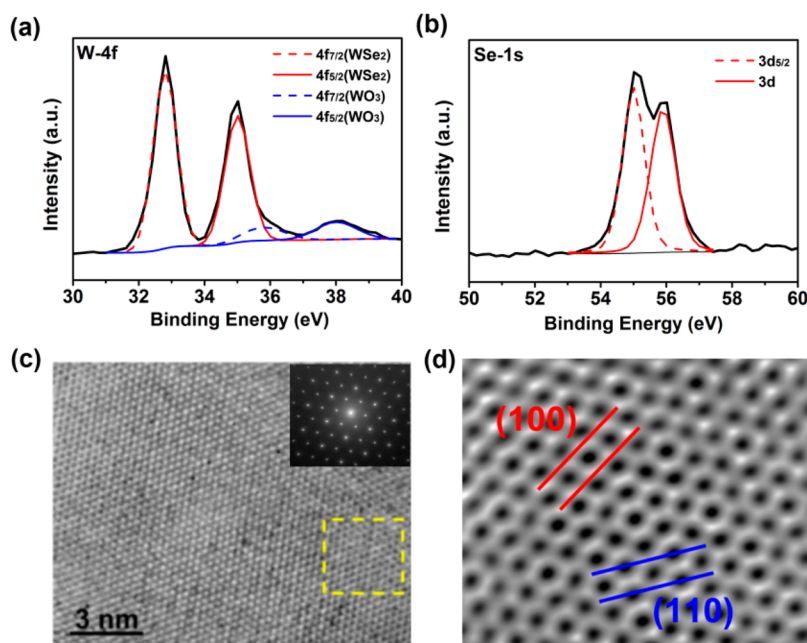 (a)
W-4f
4f7/2(WSe2)
4f5/2(WSe2)
4f7/2(WO3)
4f5/2(WO3)
Intensity (a.u.)
30 32 34 36 38 40
Binding Energy (eV)
(b)
Se-1s
3d5/2
3d
Intensity (a.u.)
50 52 54 56 58 60
Binding Energy (eV)
(c)
3 nm
(d)
(100)
(110)